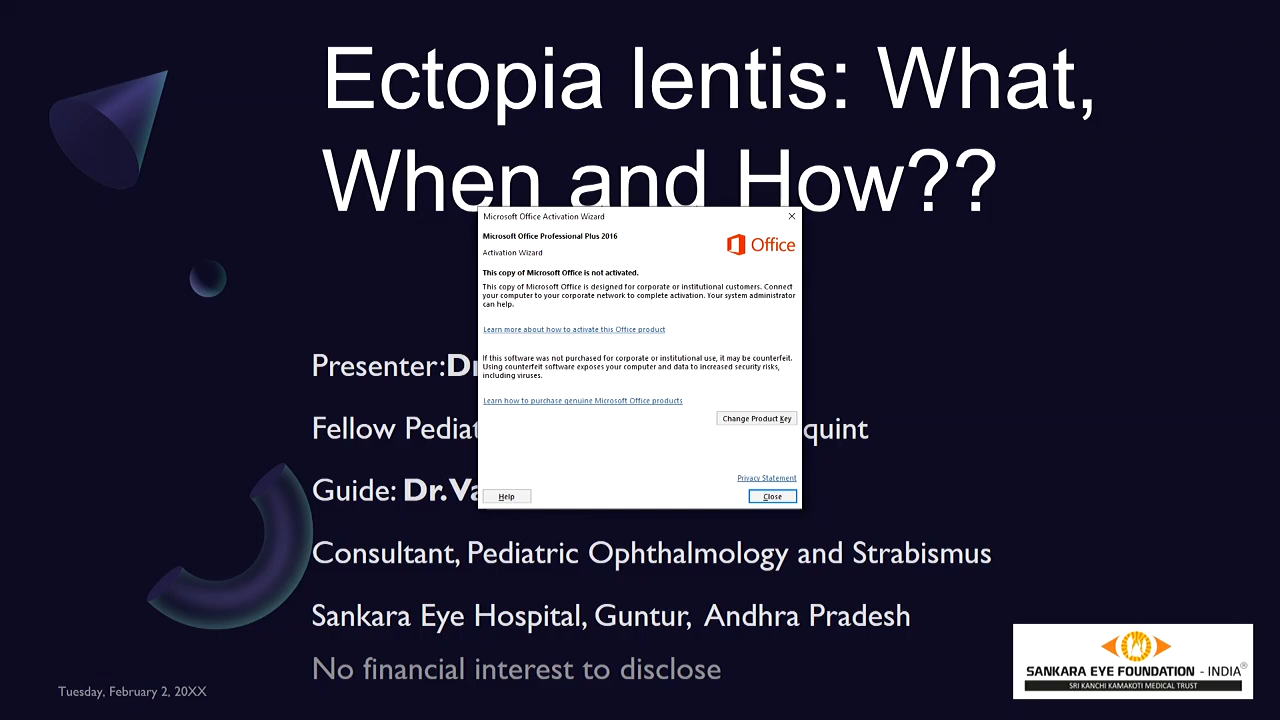 Ectopia lentis: What,
When and How??
Microsoft Office Activation Wizard
Microsoft Office Professional Plus 2016
Office
Activation Wizard
This copy of Microsoft Office is not activated.
This copy of Microsoft Office is designed for corporate or institutional customers. Connect
your computer to your corporate network to complete activation. Your system administrator
can help.
Learn more about how to activate this Office product
If this software was not purchased for corporate or institutional use, it may be counterfeit.
Using counterfeit software exposes your computer and data to increased security risks,
including viruses.
Learn how to purchase genuine Microsoft Office products
Change Product Key
Privacy Statement
Help
Close
Presenter:
Fellow
Guide:
Consultant, Pediatric Ophthalmology and Strabismus
Sankara Eye Hospital, Guntur, Andhra Pradesh
No financial interest to disclose
Tuesday, February 2, 20XX
SANKARA EYE FOUNDATION - INDIA®
SRI KANCHI KAMAKOTI MEDICAL TRUST